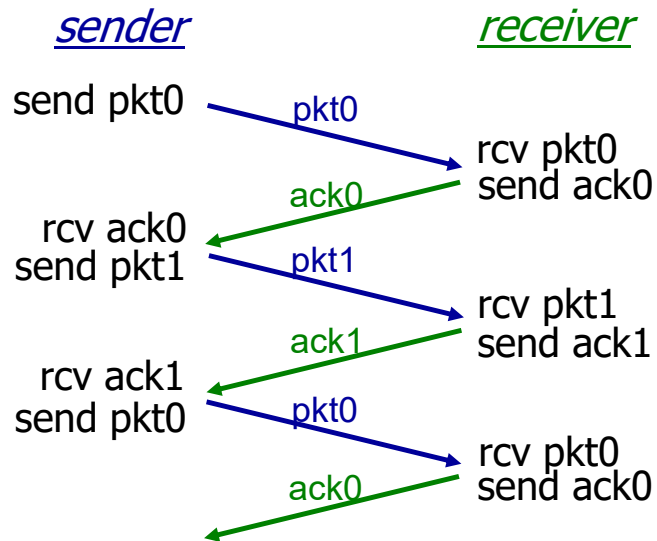 sender
receiver
send pkt0
pkt0
rcv pkt0
send ack0
ack0
rcv ack0
send pkt1
pkt1
rcv pkt1
send ack1
ack1
rcv ack1
send pkt0
pkt0
rcv pkt0
send ack0
ack0